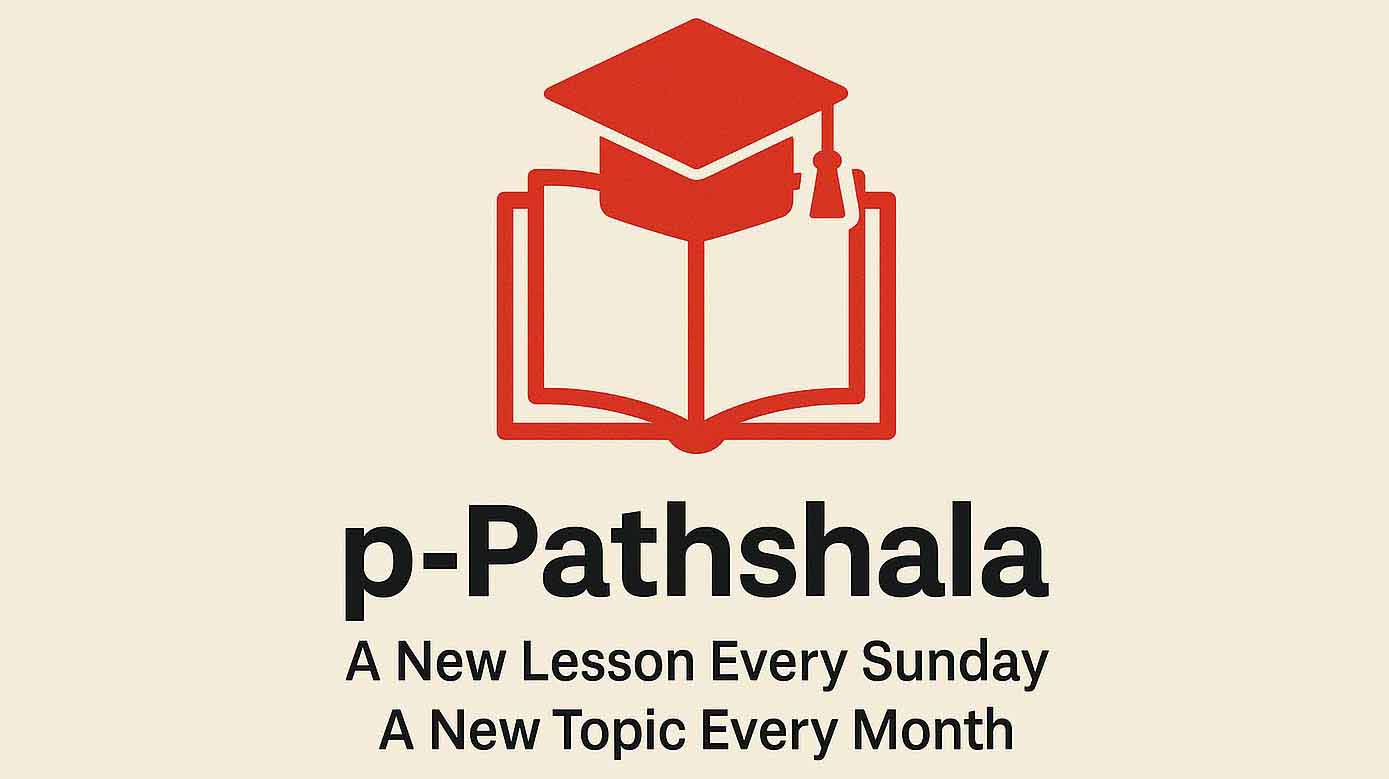 p-Pathshala
A New Lesson Every Sunday
A New Topic Every Month